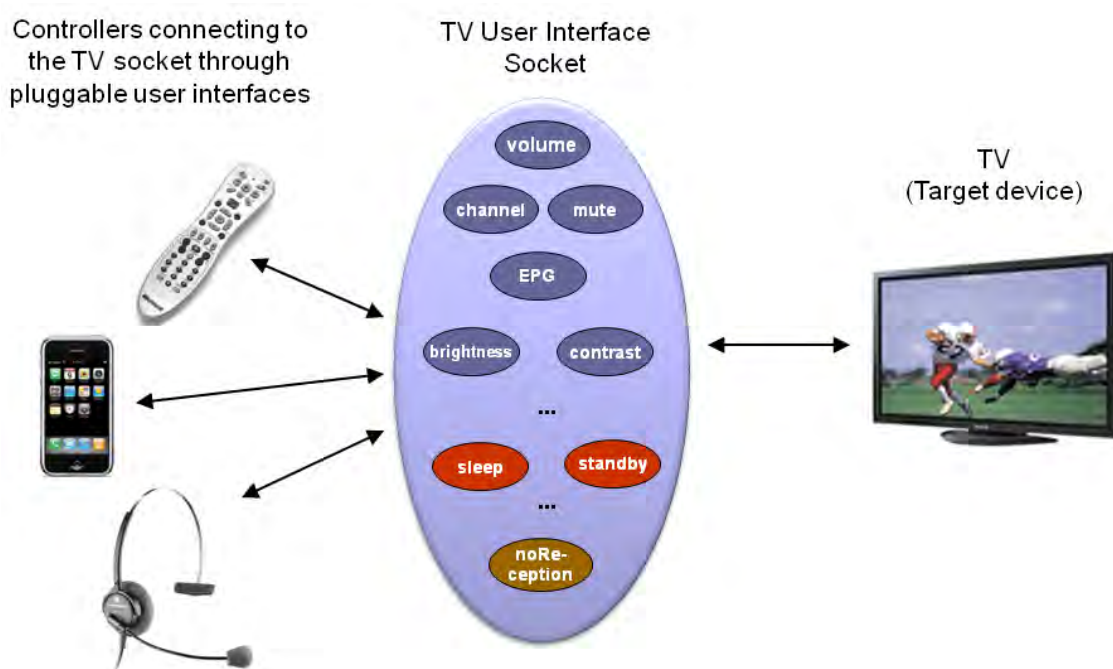 Controllers connecting to
the TV socket through
pluggable user interfaces
TV User Interface
Socket
volume
channel
mute
EPG
brightness
contrast
...
sleep
standby
...
noRe-
ception
TV
(Target device)